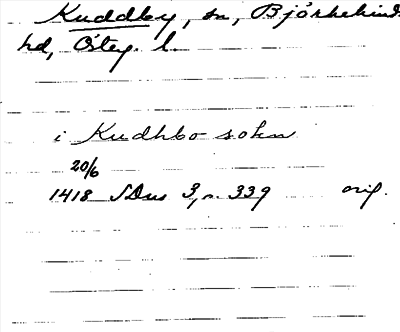 Kuddby, sn, Björkekinds
hd, Östg. l.
i Kudhbo sokn
20/6
1418 SDns 3, n. 339 orig.